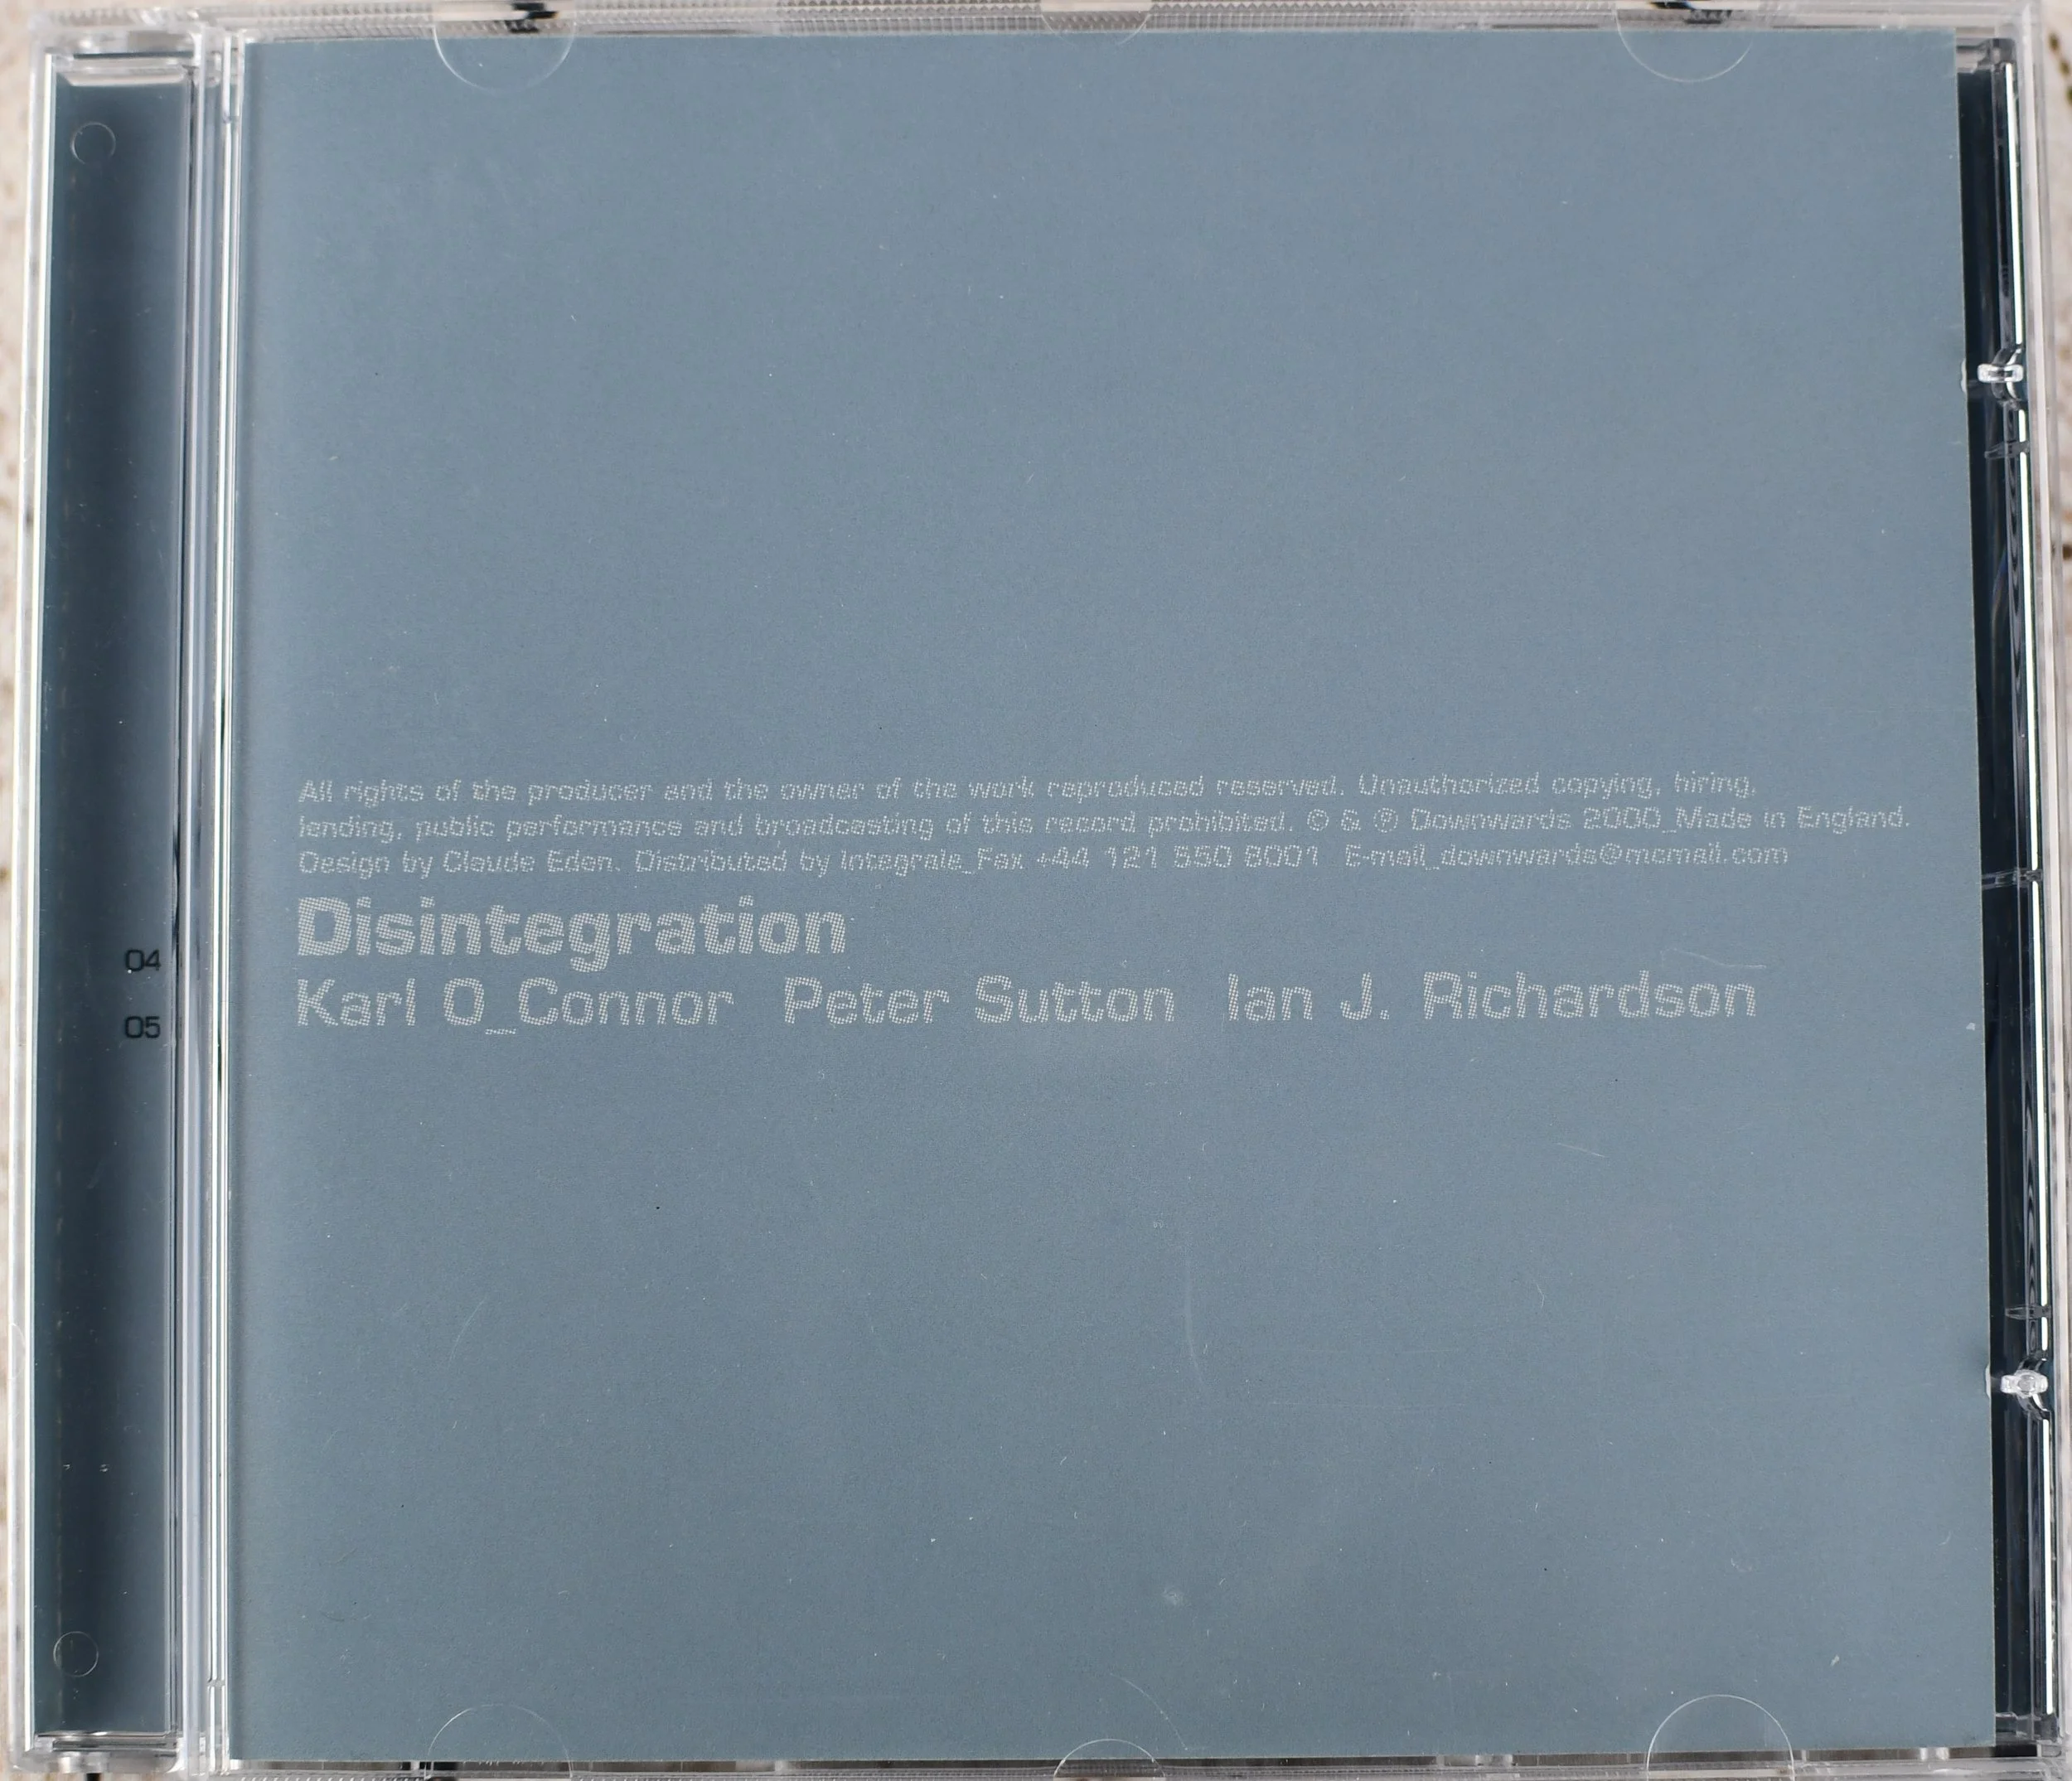 All rights of the producer and the owner of the work reproduced reserved. Unauthorized copying, hiring,
lending, public performance and broadcasting of this record prohibited. © & ℗ Downwards 2000_Made in England.
Design by Claude Eden. Distributed by Integrale_Fax +44 121 550 8001 E-mail_downwards@mcmail.com
Disintegration
Karl O_Connor Peter Sutton Ian J. Richardson
04
05